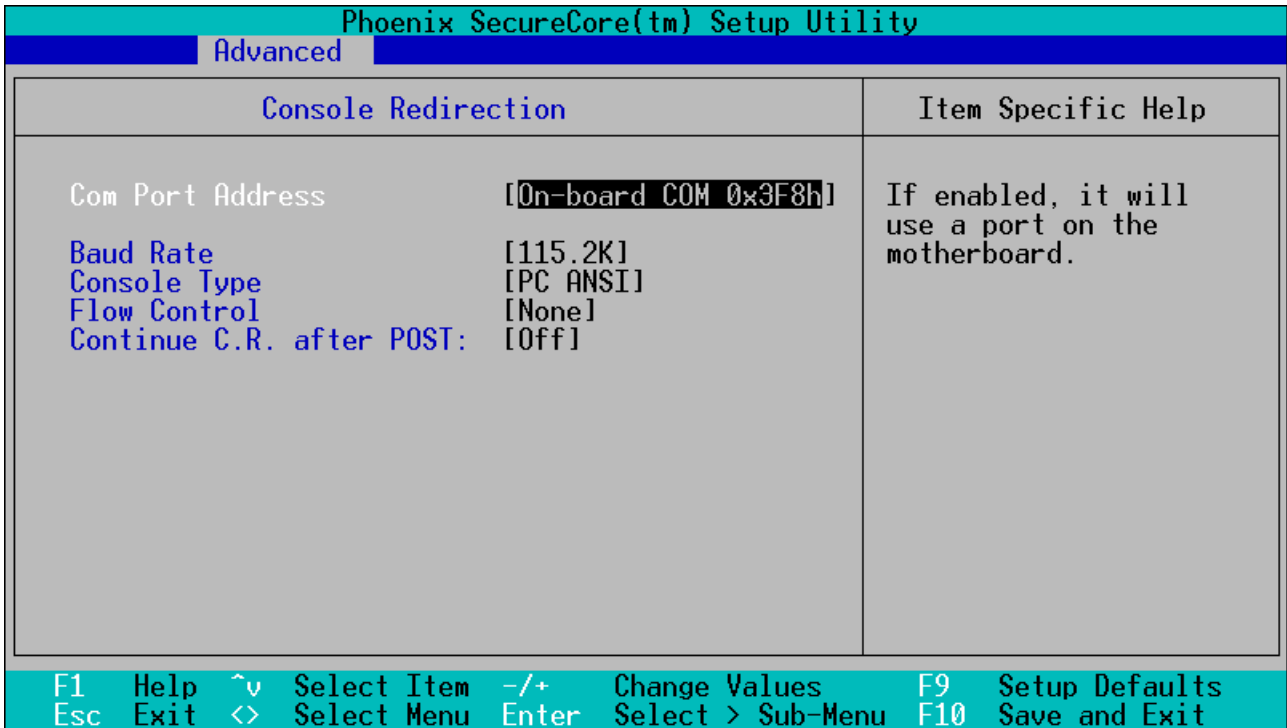 Phoenix SecureCore(tm) Setup Utility
Advanced
Console Redirection
Item Specific Help
Com Port Address [On-board COM 0x3F8h]
Baud Rate [115.2K]
Console Type [PC ANSI]
Flow Control [None]
Continue C.R. after POST: [Off]
If enabled, it will
use a port on the
motherboard.
F1 Help ^v Select Item -/+ Change Values F9 Setup Defaults
Esc Exit <> Select Menu Enter Select > Sub-Menu F10 Save and Exit